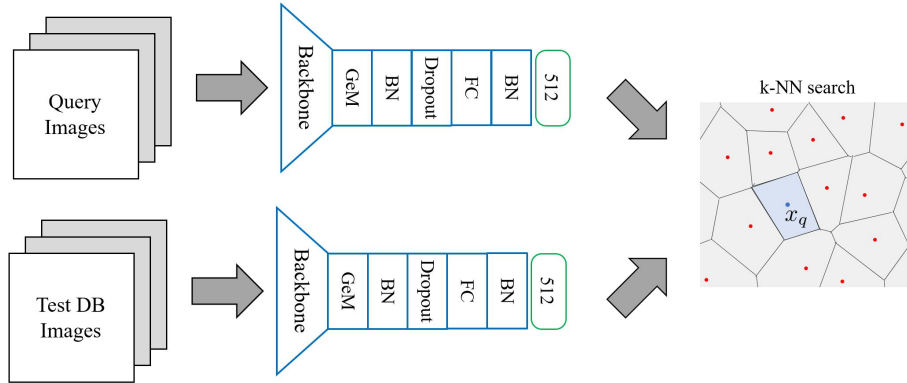 Query
Images
Backbone
GeM
BN
Dropout
FC
BN
512
k-NN search
x_q
Test DB
Images
Backbone
GeM
BN
Dropout
FC
BN
512